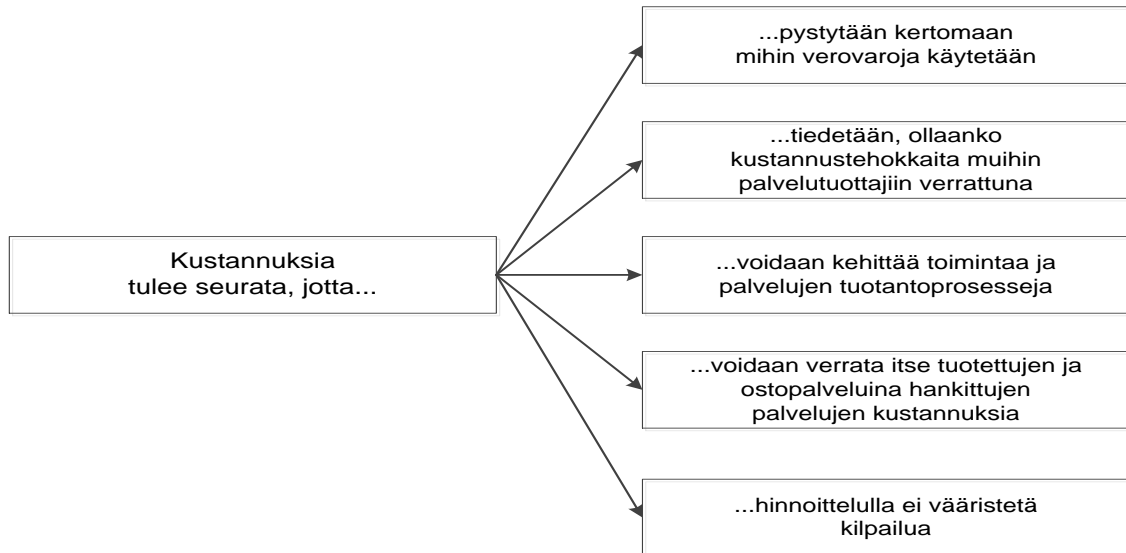 Kustannuksia
tulee seurata, jotta...
...pystytään kertomaan
mihin verovaroja käytetään
...tiedetään, ollaanko
kustannustehokkaita muihin
palvelutuottajiin verrattuna
...voidaan kehittää toimintaa ja
palvelujen tuotantoprosesseja
...voidaan verrata itse tuotettujen ja
ostopalveluina hankittujen
palvelujen kustannuksia
...hinnoittelulla ei vääristetä
kilpailua